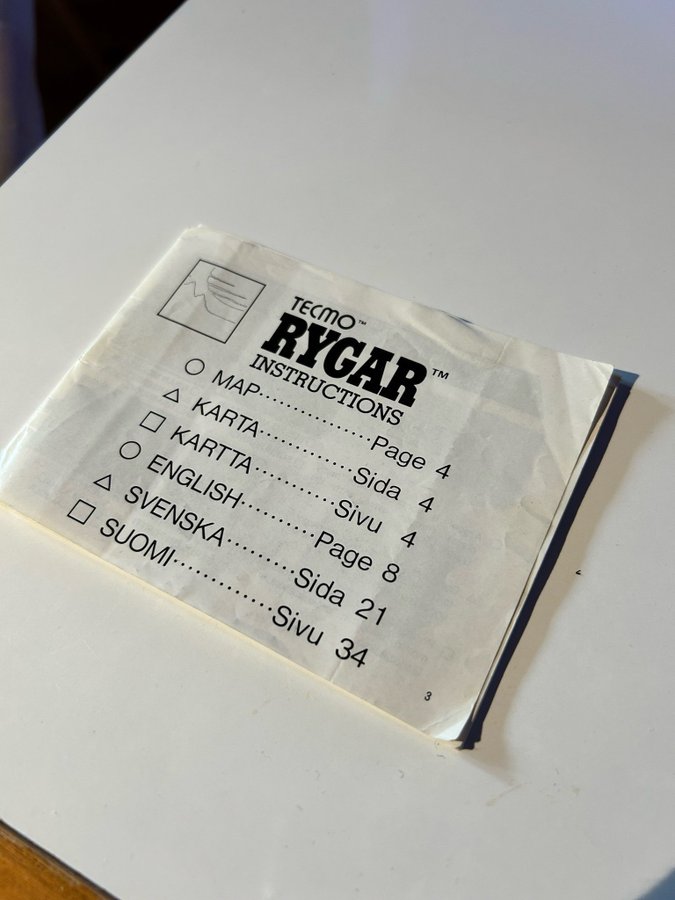 TECMO™
RYGAR™
INSTRUCTIONS
○ MAP·················Page 4
△ KARTA··············Sida 4
□ KARTTA············Sivu 4
○ ENGLISH···········Page 8
△ SVENSKA·········Sida 21
□ SUOMI··············Sivu 34
3